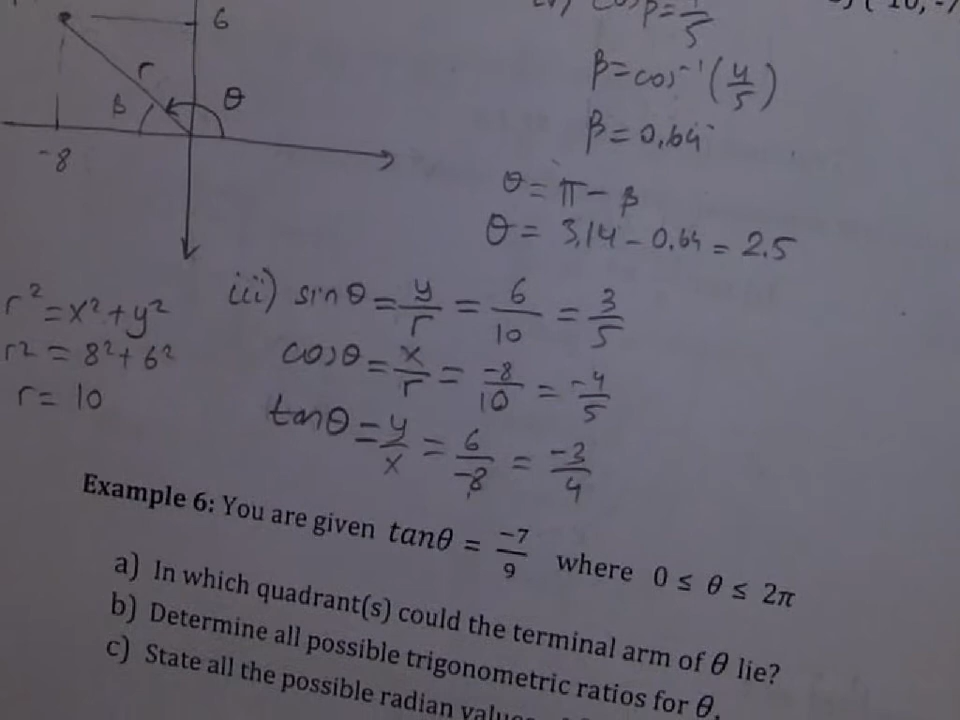 6
r
β
θ
-8
β = cos⁻¹(4/5)
β = 0,64
θ = π - β
θ = 3,14 - 0.64 = 2.5
r² = x² + y²
r² = 8² + 6²
r = 10
iii) sinθ = y/r = 6/10 = 3/5
cosθ = x/r = -8/10 = -4/5
tanθ = y/x = 6/-8 = -3/4
Example 6: You are given tanθ = -7/9 where 0 ≤ θ ≤ 2π
a) In which quadrant(s) could the terminal arm of θ lie?
b) Determine all possible trigonometric ratios for θ.
c) State all the possible radian